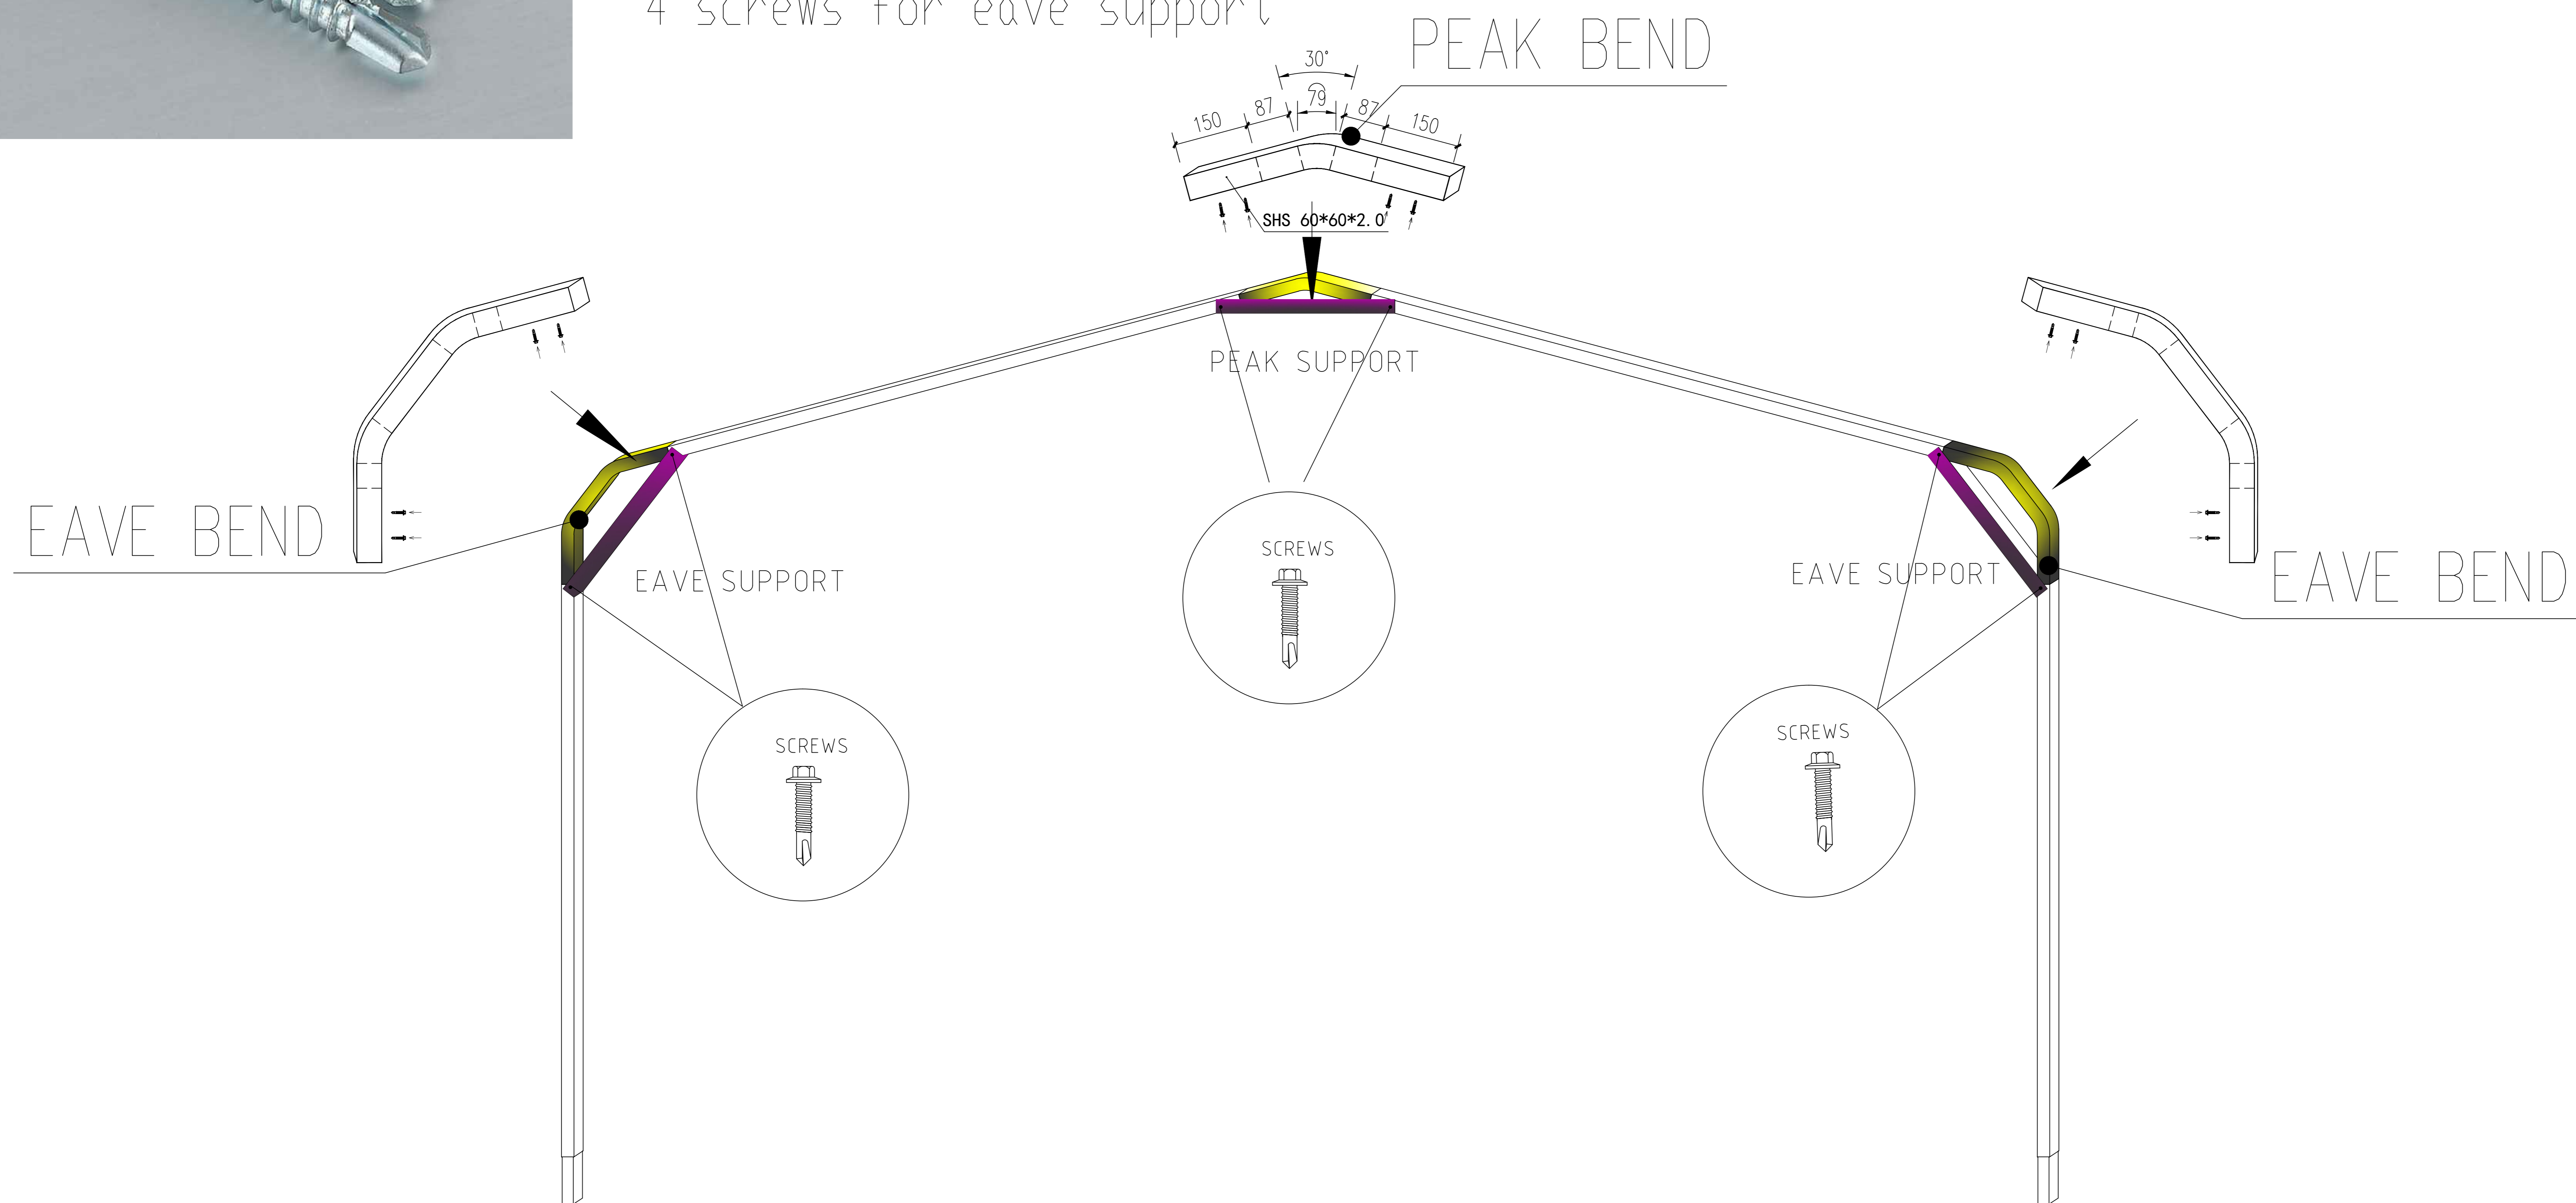 4 screws for eave support
PEAK BEND
30°
79
87
87
150
150
SHS 60*60*2.0
PEAK SUPPORT
EAVE BEND
EAVE SUPPORT
EAVE SUPPORT
EAVE BEND
SCREWS
SCREWS
SCREWS